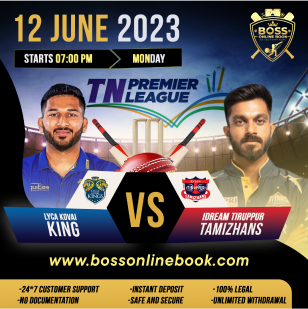 12 JUNE 2023
BOSS
ONLINE BOOK
STARTS 07:00 PM
MONDAY
TN PREMIER
LEAGUE
KINGS
LYCA KOVAI
KING
VS
IDREAM TIRUPPUR
TAMIZHANS
www.bossonlinebook.com
-24*7 CUSTOMER SUPPORT
-INSTANT DEPOSIT
-100% LEGAL
-NO DOCUMENTATION
-SAFE AND SECURE
-UNLIMITED WITHDRAWAL